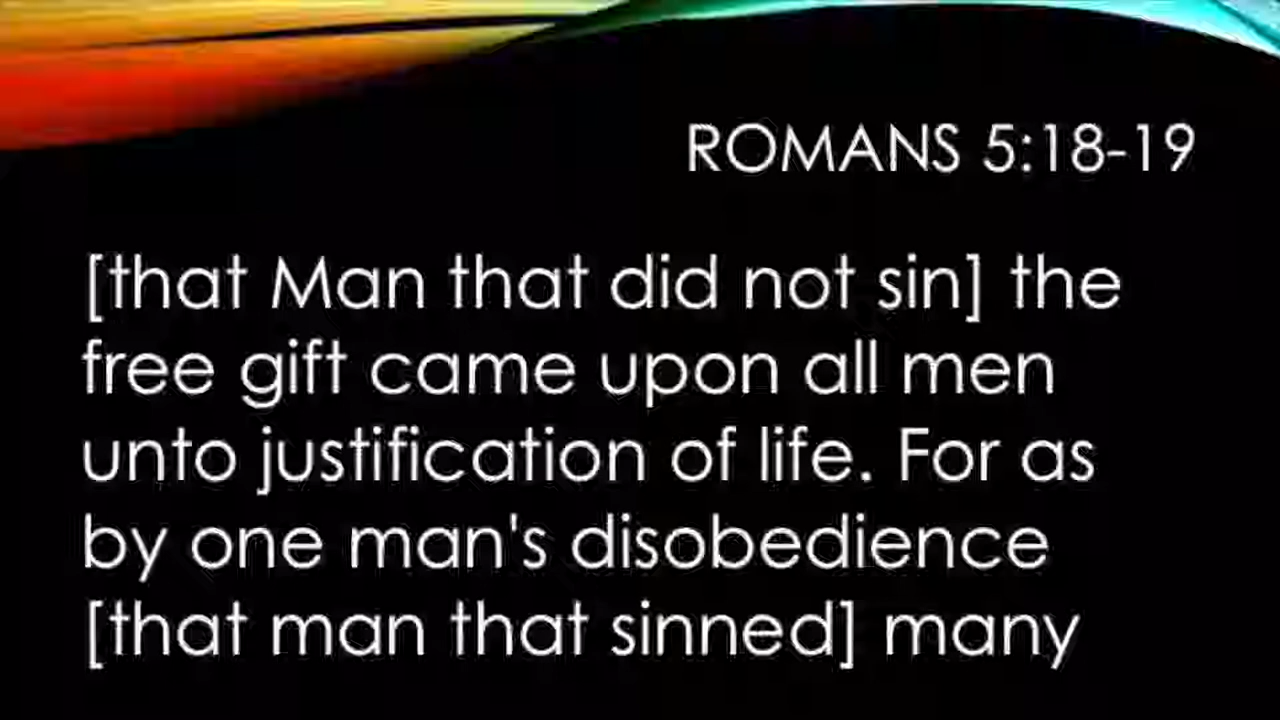 ROMANS 5:18-19
[that Man that did not sin] the
free gift came upon all men
unto justification of life. For as
by one man's disobedience
[that man that sinned] many